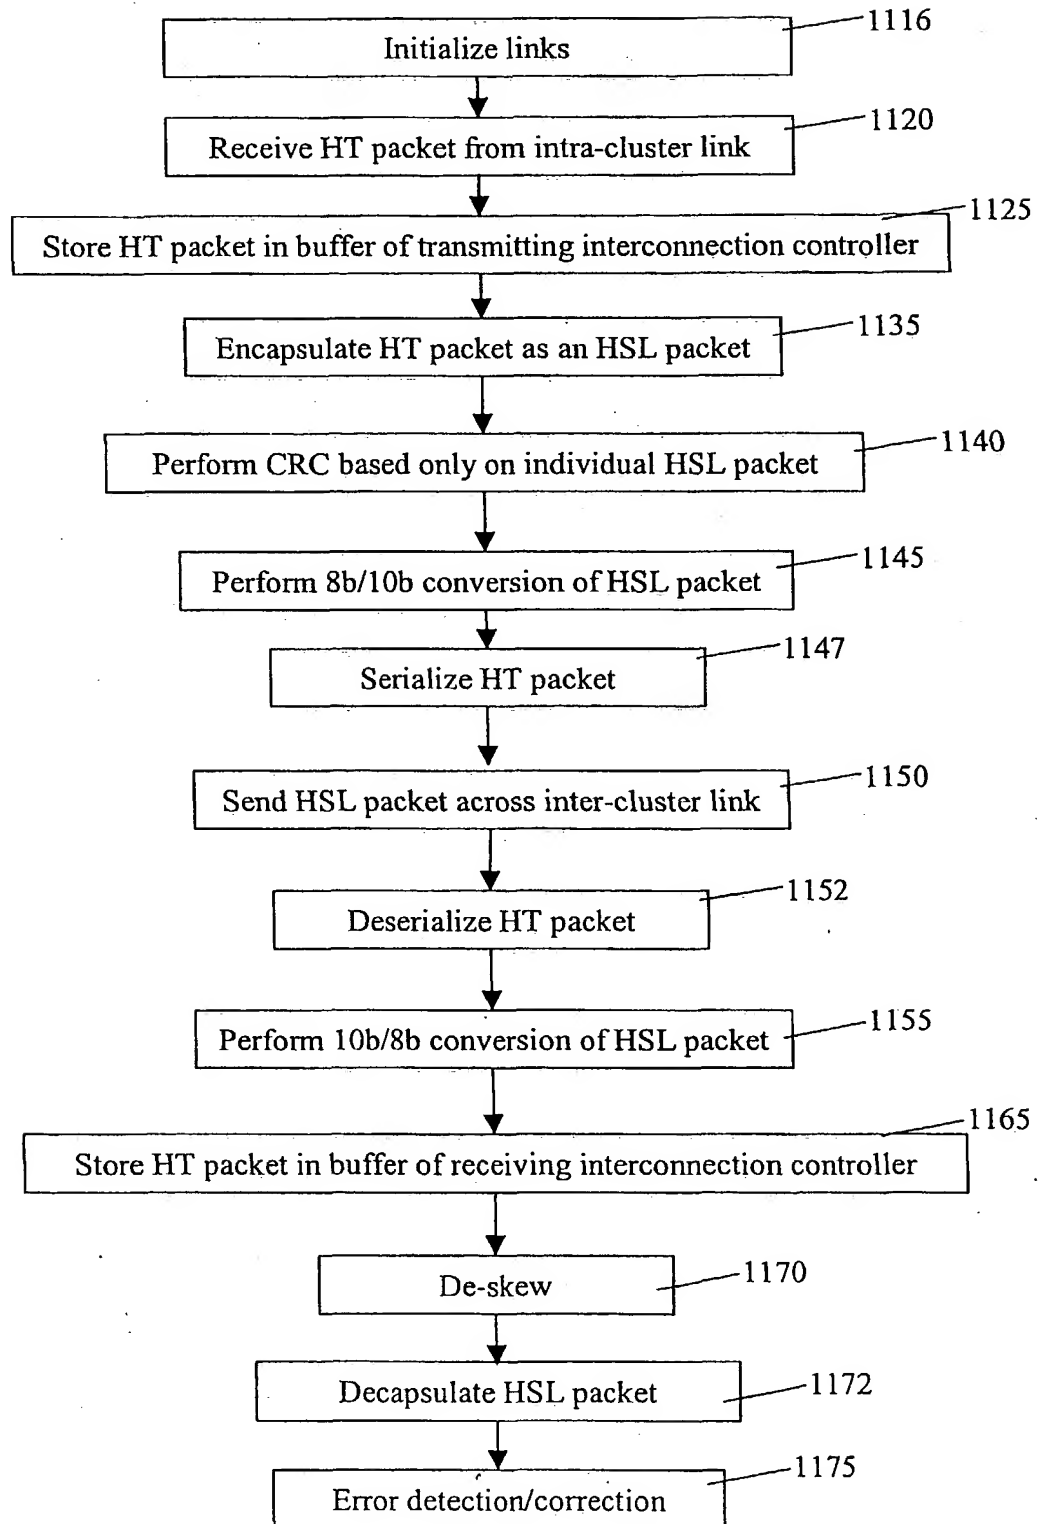 1116
Initialize links
1120
Receive HT packet from intra-cluster link
1125
Store HT packet in buffer of transmitting interconnection controller
1135
Encapsulate HT packet as an HSL packet
1140
Perform CRC based only on individual HSL packet
1145
Perform 8b/10b conversion of HSL packet
1147
Serialize HT packet
1150
Send HSL packet across inter-cluster link
1152
Deserialize HT packet
1155
Perform 10b/8b conversion of HSL packet
1165
Store HT packet in buffer of receiving interconnection controller
1170
De-skew
1172
Decapsulate HSL packet
1175
Error detection/correction